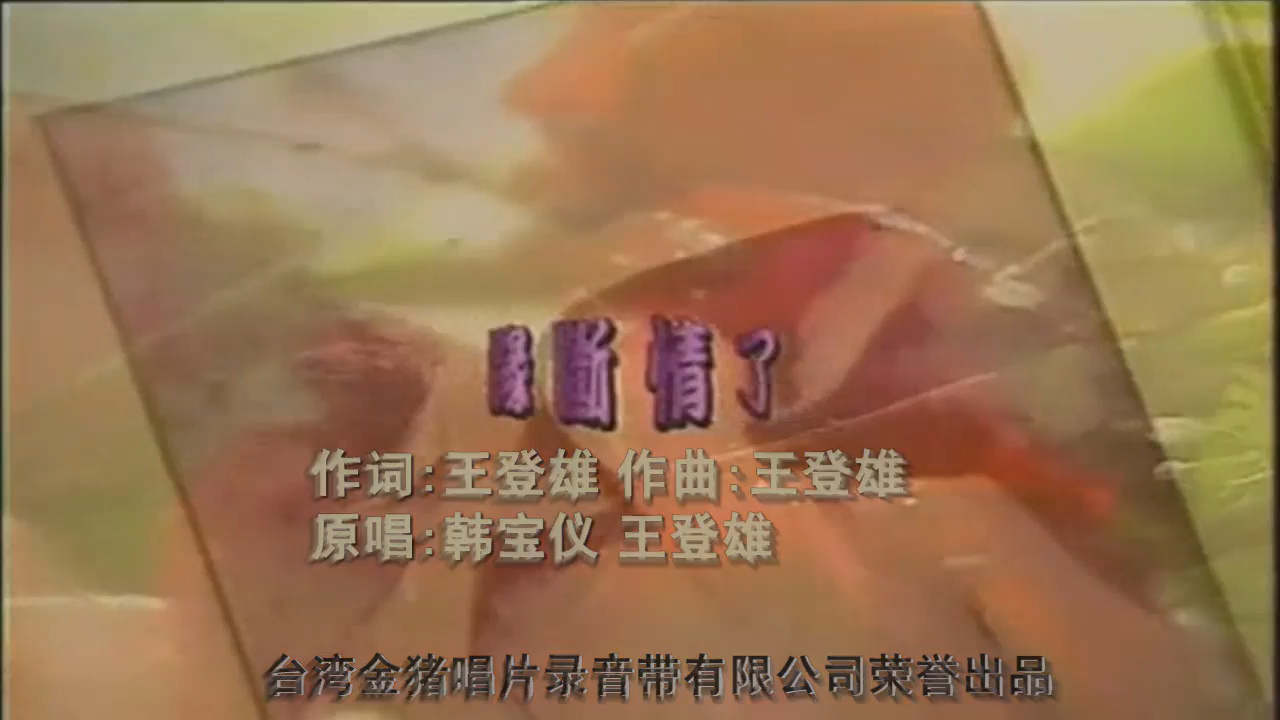 緣斷情了
作词:王登雄 作曲:王登雄
原唱:韩宝仪 王登雄
台湾金猪唱片录音带有限公司荣誉出品